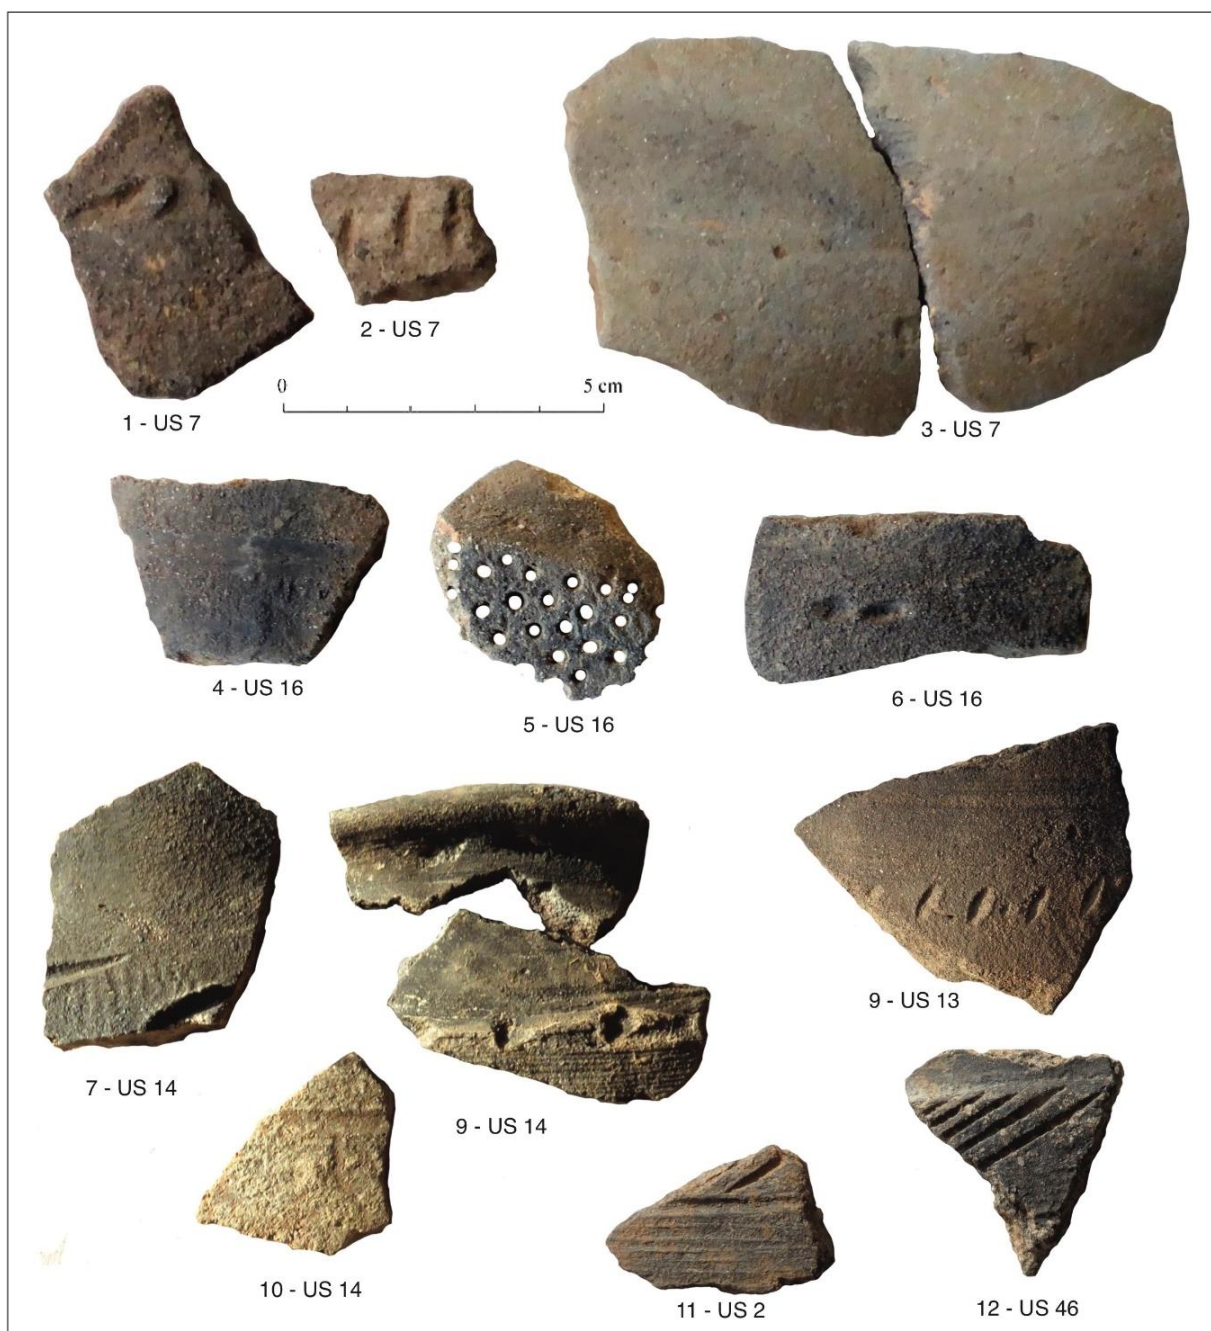 1 - US 7
2 - US 7
3 - US 7
0 5 cm
4 - US 16
5 - US 16
6 - US 16
7 - US 14
9 - US 14
9 - US 13
10 - US 14
11 - US 2
12 - US 46